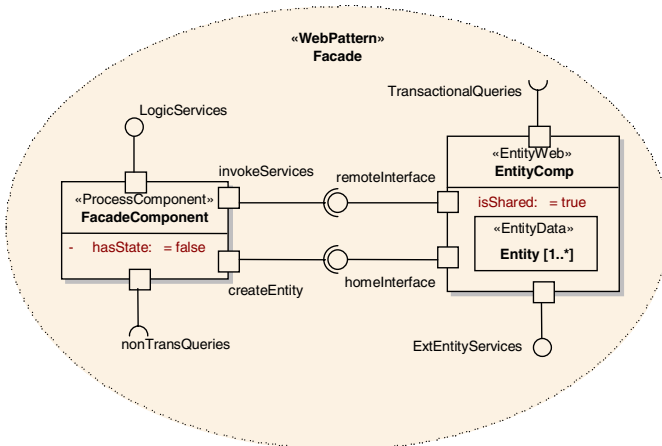 «WebPattern»
Facade
LogicServices
TransactionalQueries
invokeServices
remoteInterface
«ProcessComponent»
FacadeComponent
- hasState: = false
«EntityWeb»
EntityComp
isShared: = true
«EntityData»
Entity [1..*]
createEntity
homeInterface
nonTransQueries
ExtEntityServices